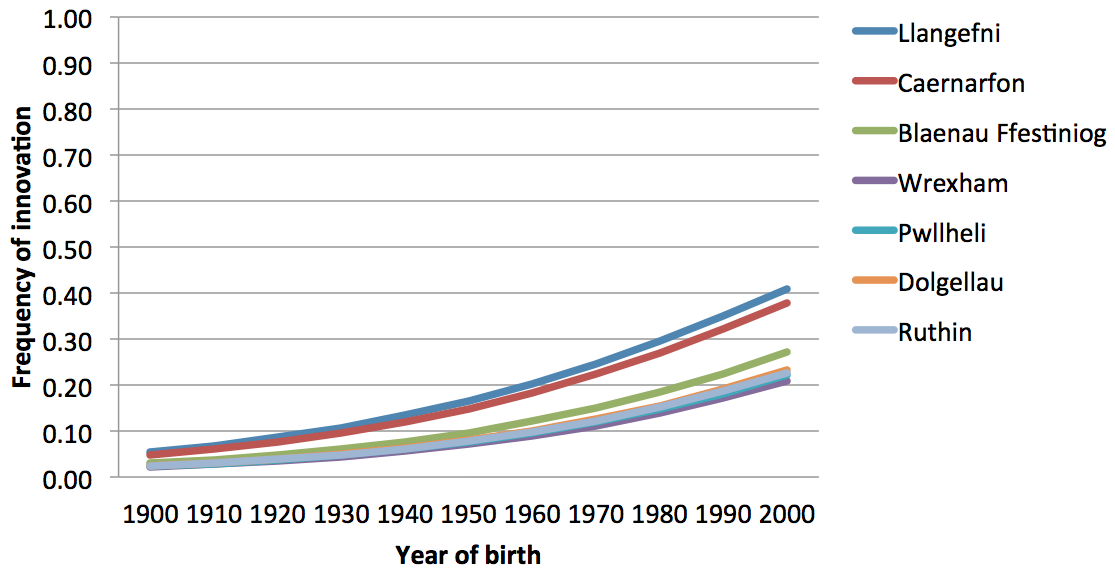 1.00
0.90
0.80
0.70
0.60
0.50
0.40
0.30
0.20
0.10
0.00
Frequency of innovation
1900 1910 1920 1930 1940 1950 1960 1970 1980 1990 2000
Year of birth
Llangefni
Caernarfon
Blaenau Ffestiniog
Wrexham
Pwllheli
Dolgellau
Ruthin